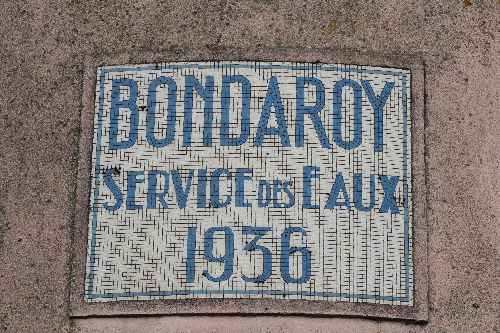 BONDAROY
SERVICE DES EAUX
1936